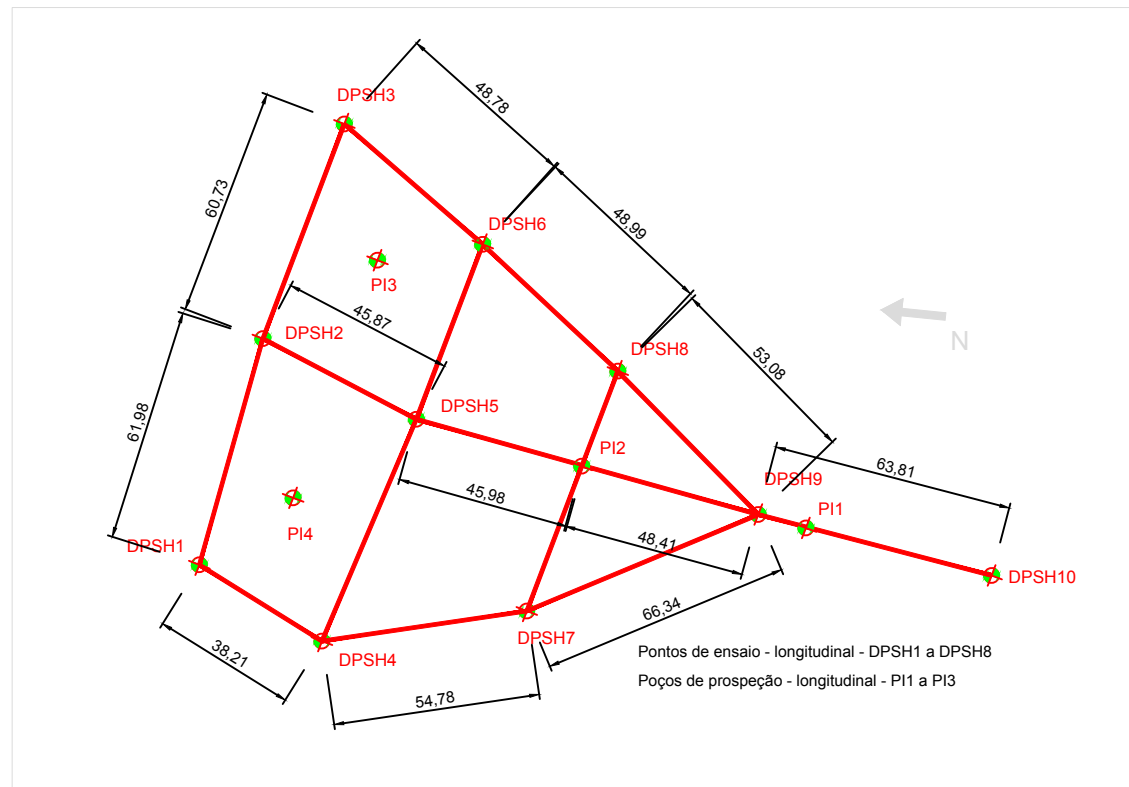 48,78
DPSH3
60,73
48,99
DPSH6
PI3
45,87
DPSH2
N
DPSH8
53,08
61,98
DPSH5
PI2
63,81
45,98
DPSH9
PI1
PI4
DPSH1
48,41
DPSH10
66,34
DPSH7
38,21
DPSH4
Pontos de ensaio - longitudinal - DPSH1 a DPSH8
Poços de prospeção - longitudinal - PI1 a PI3
54,78